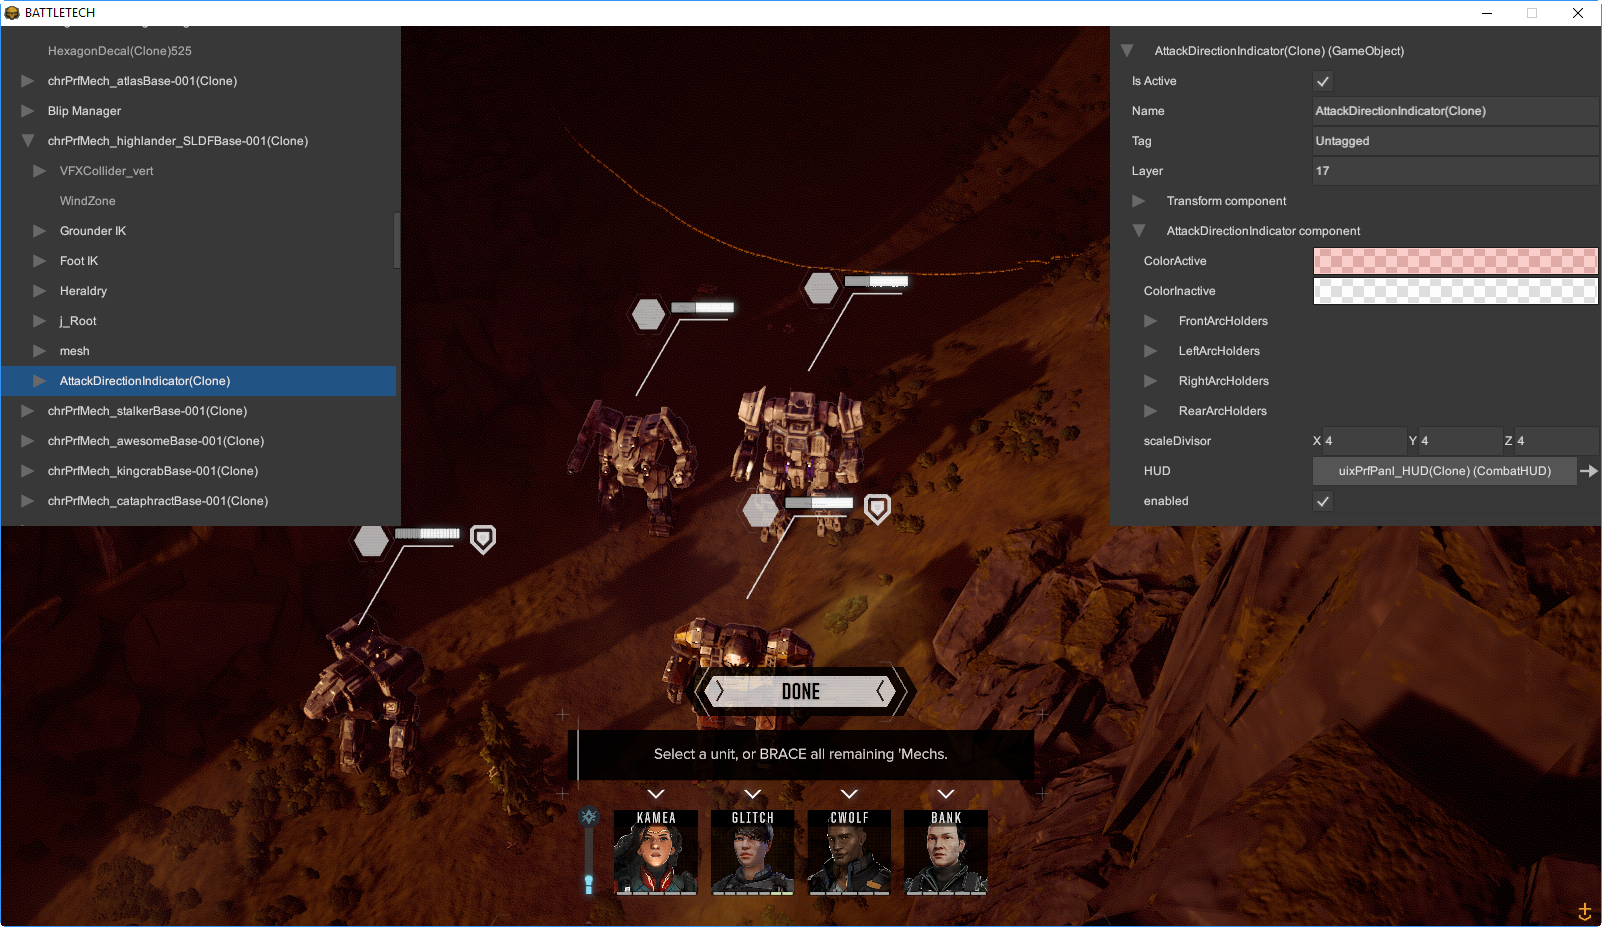 BATTLETECH
HexagonDecal(Clone)525
chrPrfMech_atlasBase-001(Clone)
Blip Manager
chrPrfMech_highlander_SLDFBase-001(Clone)
VFXCollider_vert
WindZone
Grounder IK
Foot IK
Heraldry
j_Root
mesh
AttackDirectionIndicator(Clone)
chrPrfMech_stalkerBase-001(Clone)
chrPrfMech_awesomeBase-001(Clone)
chrPrfMech_kingcrabBase-001(Clone)
chrPrfMech_cataphractBase-001(Clone)
AttackDirectionIndicator(Clone) (GameObject)
Is Active
Name AttackDirectionIndicator(Clone)
Tag Untagged
Layer 17
Transform component
AttackDirectionIndicator component
ColorActive
ColorInactive
FrontArcHolders
LeftArcHolders
RightArcHolders
RearArcHolders
scaleDivisor X 4 Y 4 Z 4
HUD uixPrfPanl_HUD(Clone) (CombatHUD)
enabled
DONE
Select a unit, or BRACE all remaining 'Mechs.
KAMEA GLITCH CWOLF BANK